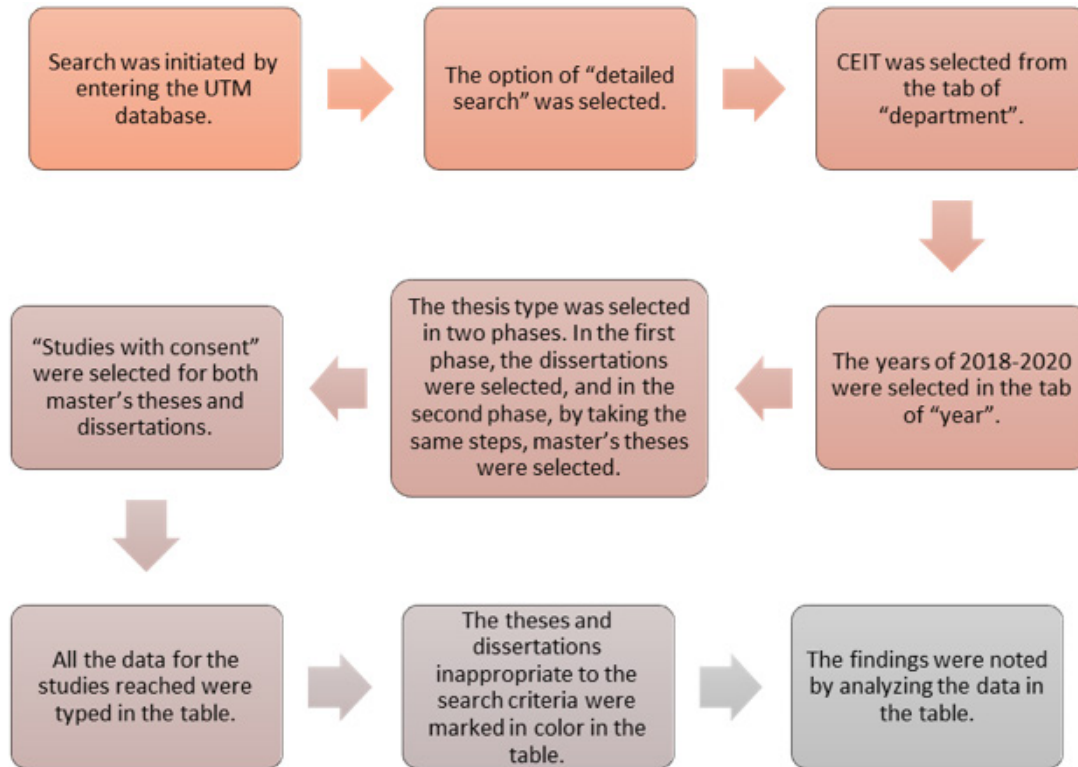 Search was initiated by
entering the UTM
database.
The option of “detailed
search” was selected.
CEIT was selected from
the tab of
“department”.
The years of 2018-2020
were selected in the tab
of “year”.
The thesis type was selected
in two phases. In the first
phase, the dissertations
were selected, and in the
second phase, by taking the
same steps, master’s theses
were selected.
“Studies with consent”
were selected for both
master’s theses and
dissertations.
All the data for the
studies reached were
typed in the table.
The theses and
dissertations
inappropriate to the
search criteria were
marked in color in the
table.
The findings were noted
by analyzing the data in
the table.